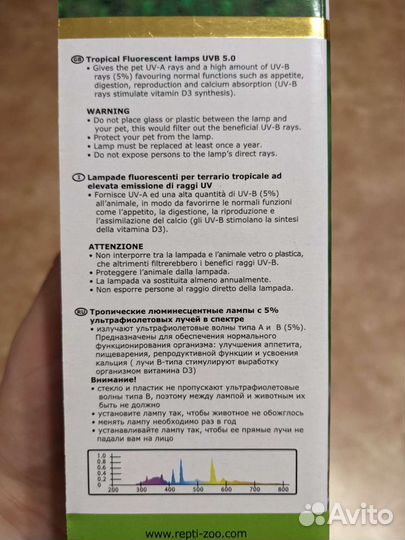 GB Tropical Fluorescent lamps UVB 5.0
• Gives the pet UV-A rays and a high amount of UV-B
rays (5%) favouring normal functions such as appetite,
digestion, reproduction and calcium absorption (UV-B
rays stimulate vitamin D3 synthesis).
WARNING
• Do not place glass or plastic between the lamp and
your pet, this would filter out the beneficial UV-B rays.
• Protect your pet from the lamp.
• Lamp must be replaced at least once a year.
• Do not expose persons to the lamp's direct rays.
I Lampade fluorescenti per terrario tropicale ad
elevata emissione di raggi UV
• Fornisce UV-A ed una alta quantità di UV-B (5%)
all'animale, in modo da favorirne le normali funzioni
come l'appetito, la digestione, la riproduzione e
l'assimilazione del calcio (gli UV-B stimolano la sintesi
della vitamina D3).
ATTENZIONE
• Non interporre tra la lampada e l'animale vetro o plastica,
che altrimenti filtrerebbero i benefici raggi UV-B.
• Proteggere l'animale dalla lampada.
• La lampada va sostituita almeno annualmente.
• Non esporre persone al raggio diretto della lampada.
RU Тропические люминесцентные лампы с 5%
ультрафиолетовых лучей в спектре
• излучают ультрафиолетовые волны типа А и В (5%).
Предназначены для обеспечения нормального
функционирования организма: улучшения аппетита,
пищеварения, репродуктивной функции и усвоения
кальция ( лучи В-типа стимулируют выработку
организмом витамина D3)
Внимание!
• стекло и пластик не пропускают ультрафиолетовые
волны типа В, поэтому между лампой и животным их
быть не должно
• установите лампу так, чтобы животное не обожглось
• менять лампу необходимо раз в год
• устанавливайте лампу так, чтобы ее прямые лучи не
падали вам на лицо
1.0
0.8
0.6
0.4
0.2
0.0
200 300 400 500 600 700 800
www.repti-zoo.com
Avito